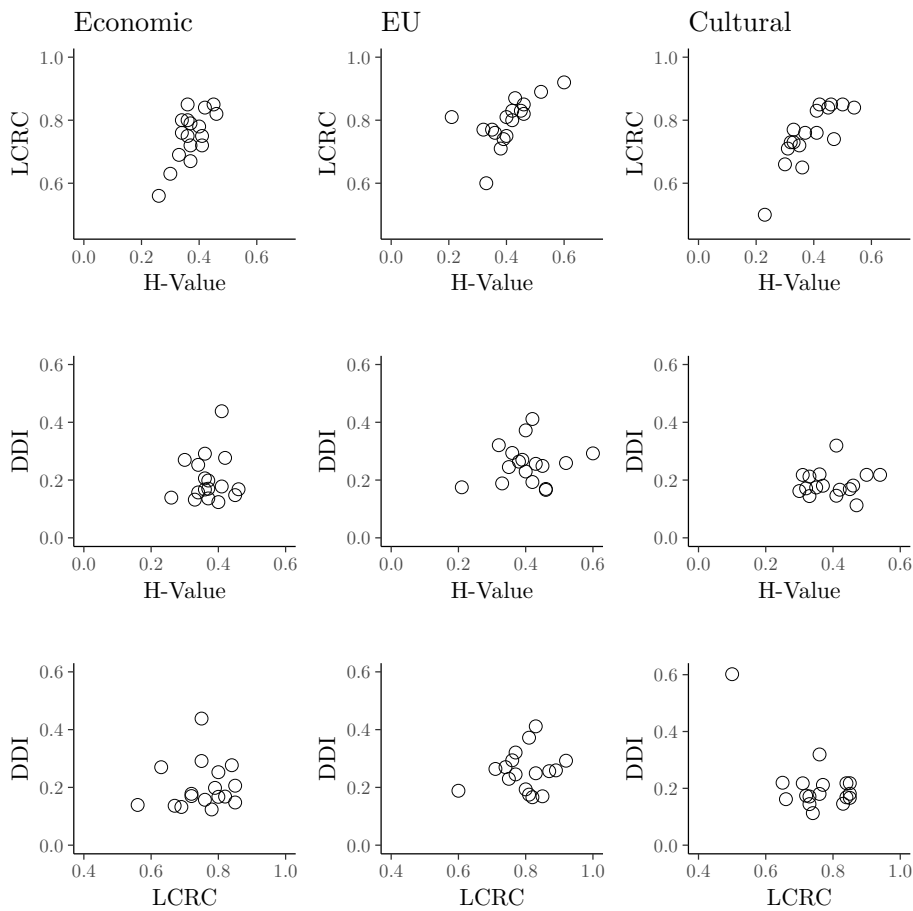 Economic EU Cultural
1.0 1.0 1.0
0.8 0.8 0.8
0.6 0.6 0.6
LCRC LCRC LCRC
0.0 0.2 0.4 0.6 0.0 0.2 0.4 0.6 0.0 0.2 0.4 0.6
H-Value H-Value H-Value
0.6 0.6 0.6
0.4 0.4 0.4
0.2 0.2 0.2
0.0 0.0 0.0
DDI DDI DDI
0.0 0.2 0.4 0.6 0.0 0.2 0.4 0.6 0.0 0.2 0.4 0.6
H-Value H-Value H-Value
0.6 0.6 0.6
0.4 0.4 0.4
0.2 0.2 0.2
0.0 0.0 0.0
DDI DDI DDI
0.4 0.6 0.8 1.0 0.4 0.6 0.8 1.0 0.4 0.6 0.8 1.0
LCRC LCRC LCRC